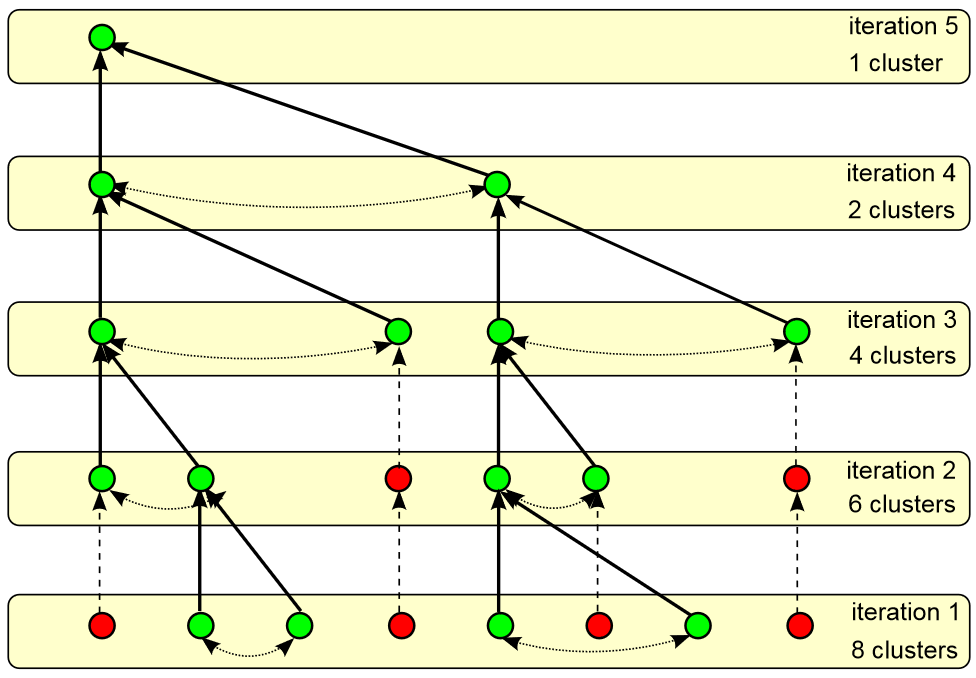 iteration 5
1 cluster
iteration 4
2 clusters
iteration 3
4 clusters
iteration 2
6 clusters
iteration 1
8 clusters